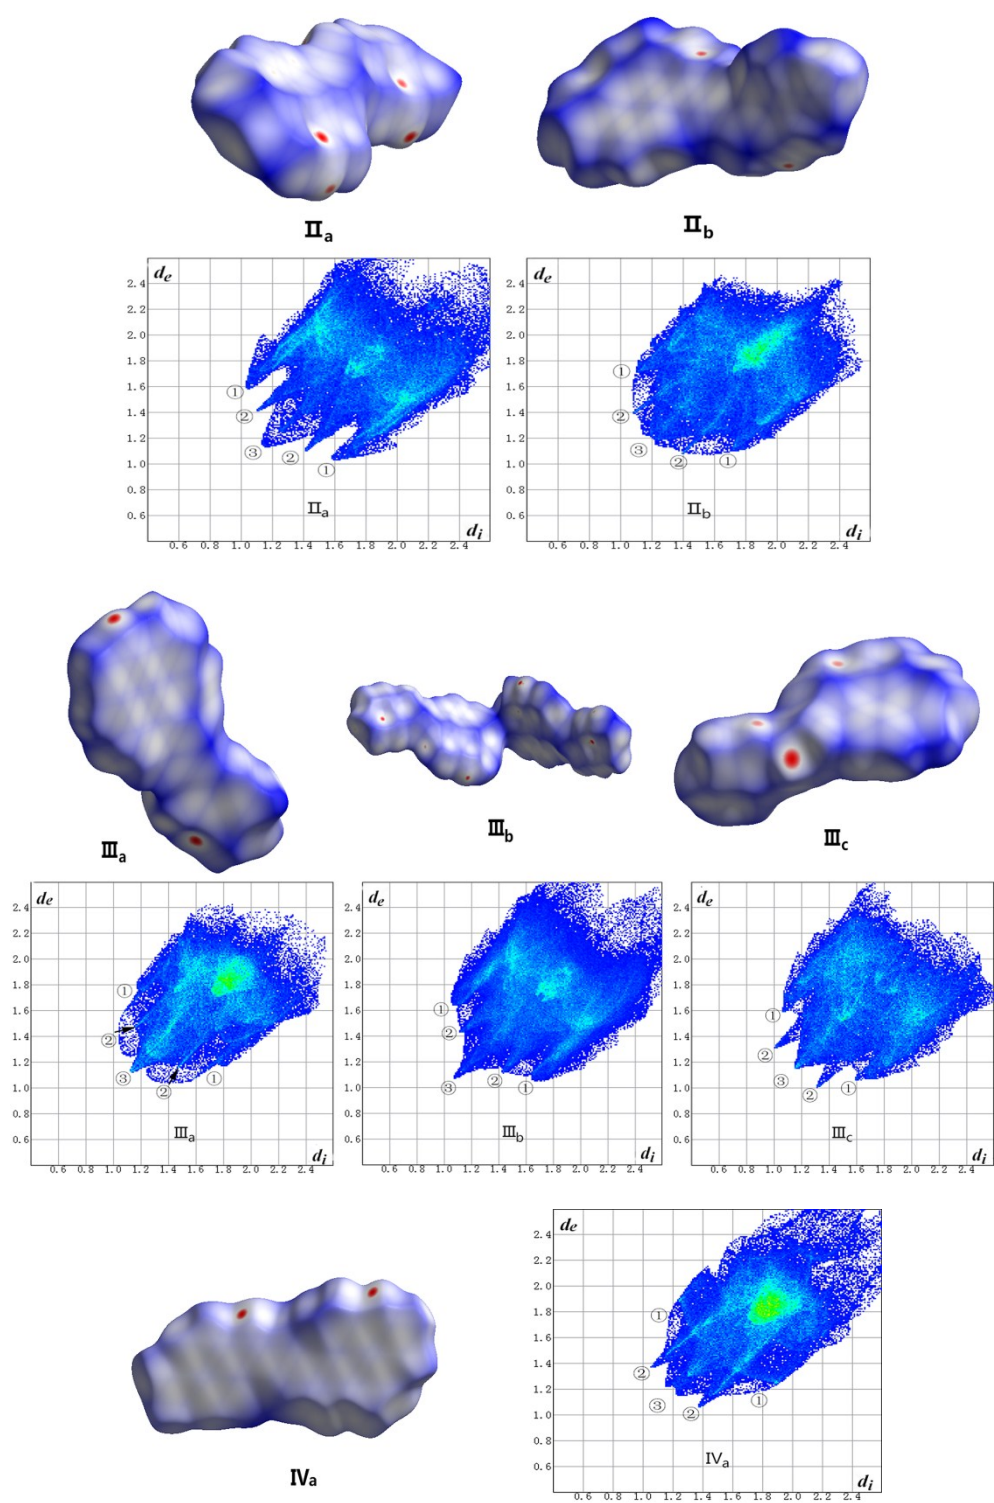 Ⅱa Ⅱb
de de
2.4 2.4
2.2 2.2
2.0 2.0
1.8 1.8
① ①
1.6 1.6
② 1.4 ② 1.4
1.2 1.2
③ ② ① ③ ② ①
1.0 1.0
0.8 0.8
0.6 Ⅱa 0.6 Ⅱb
di di
0.6 0.8 1.0 1.2 1.4 1.6 1.8 2.0 2.2 2.4 0.6 0.8 1.0 1.2 1.4 1.6 1.8 2.0 2.2 2.4
Ⅲa Ⅲb Ⅲc
de de de
2.4 2.4 2.4
2.2 2.2 2.2
2.0 2.0 2.0
1.8 ① 1.8 1.8
1.6 1.6 ① 1.6 ①
1.4 ② 1.4 ② 1.4
1.2 1.2 1.2 ②
③ ② ① ③ ② ① ③ ② ①
1.0 1.0 1.0
0.8 0.8 0.8
0.6 Ⅲa 0.6 Ⅲb 0.6 Ⅲc
di di di
0.6 0.8 1.0 1.2 1.4 1.6 1.8 2.0 2.2 2.4 0.6 0.8 1.0 1.2 1.4 1.6 1.8 2.0 2.2 2.4 0.6 0.8 1.0 1.2 1.4 1.6 1.8 2.0 2.2 2.4
de
2.4
2.2
2.0
1.8 ①
1.6
1.4 ②
1.2
③ ② ①
1.0
0.8
0.6 Ⅳa
Ⅳa di
0.6 0.8 1.0 1.2 1.4 1.6 1.8 2.0 2.2 2.4